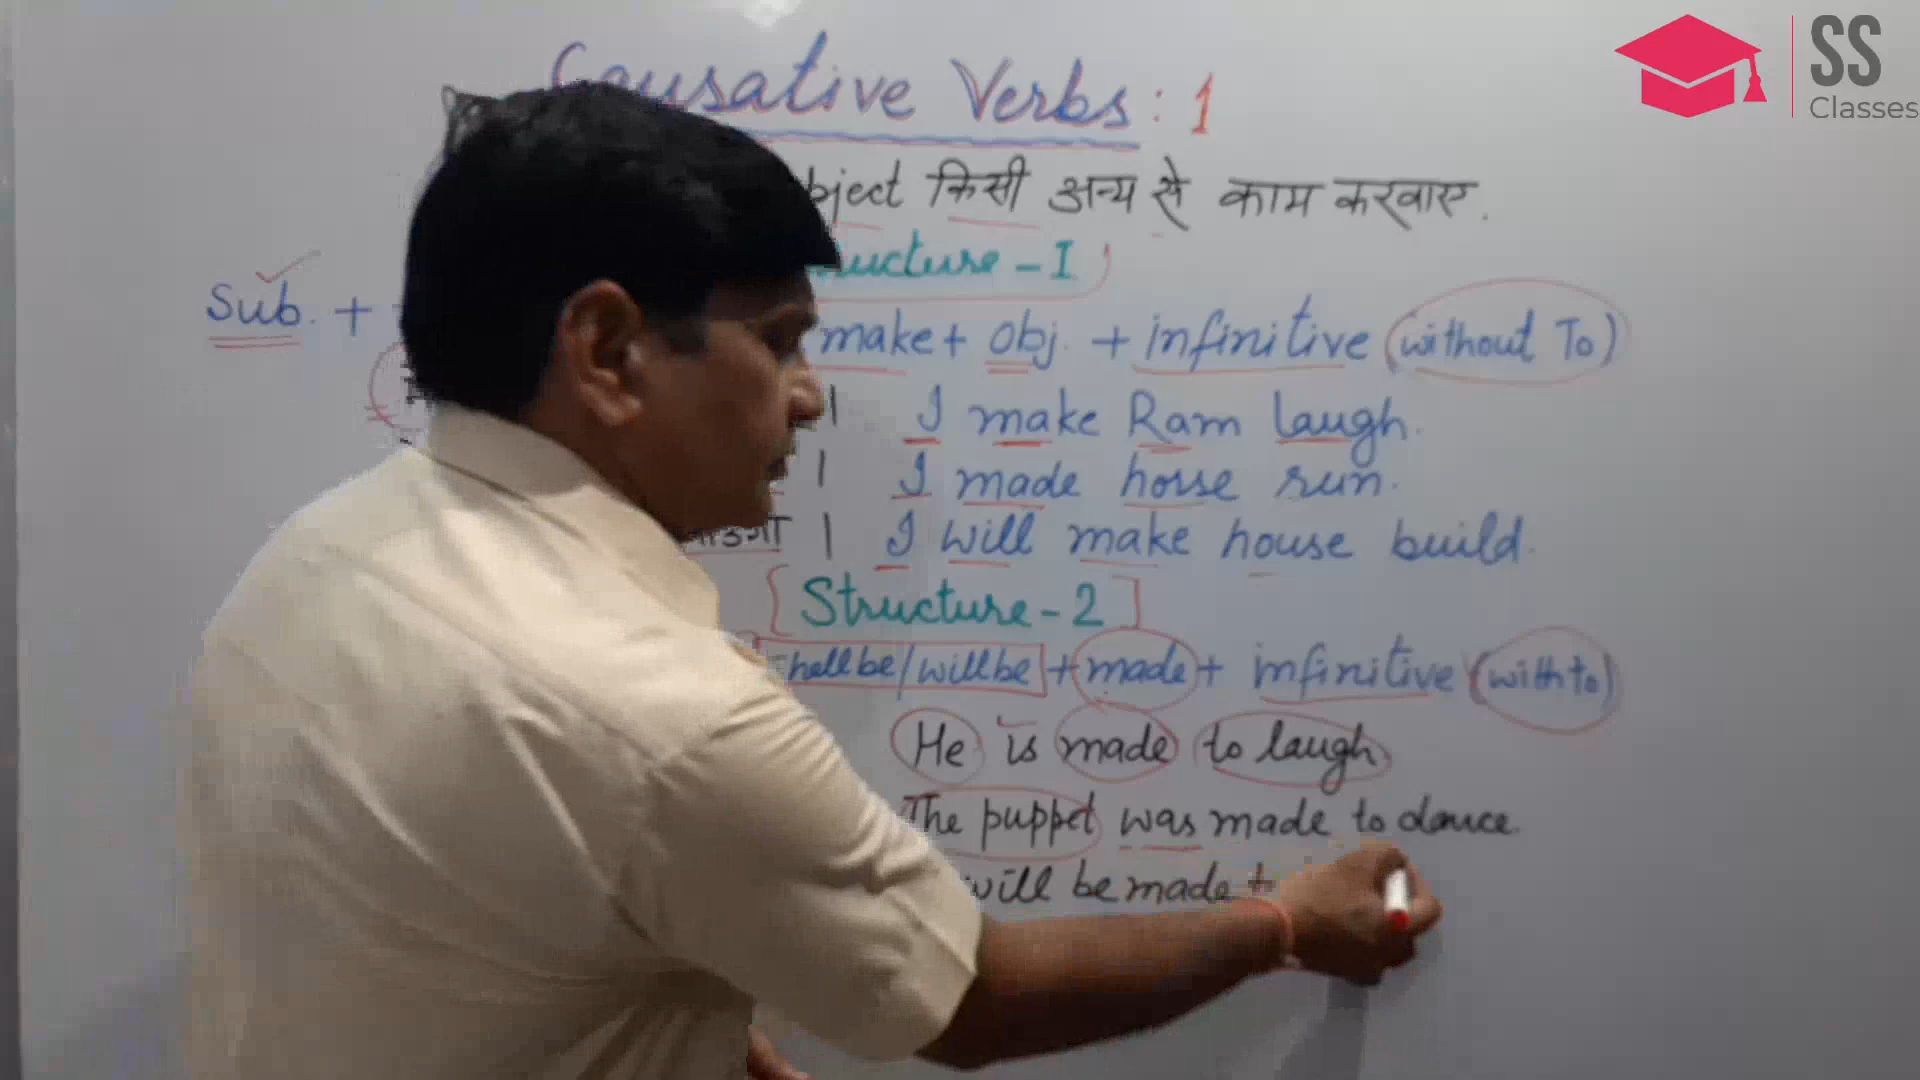 SS
Classes
Causative Verbs : 1
bject किसी अन्य से काम करवाए.
ucture - I
Sub. + make + obj. + infinitive (without To)
। I make Ram laugh.
। I made horse run.
। I will make house build.
[Structure - 2]
hall be/will be + made + infinitive (with to)
He is made to laugh.
The puppet was made to dance.
will be made